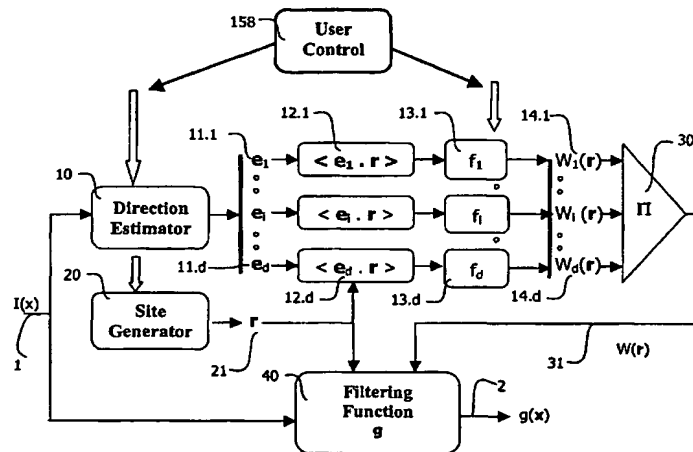 158
User
Control
11.1
12.1
13.1
14.1
30
10
Direction
Estimator
e1
< e1 . r >
f1
W1(r)
ei
< ei . r >
fi
Wi (r)
Π
ed
< ed . r >
fd
Wd(r)
11.d
12.d
13.d
14.d
I(x)
1
20
Site
Generator
r
21
31
W(r)
40
Filtering
Function
g
2
g(x)